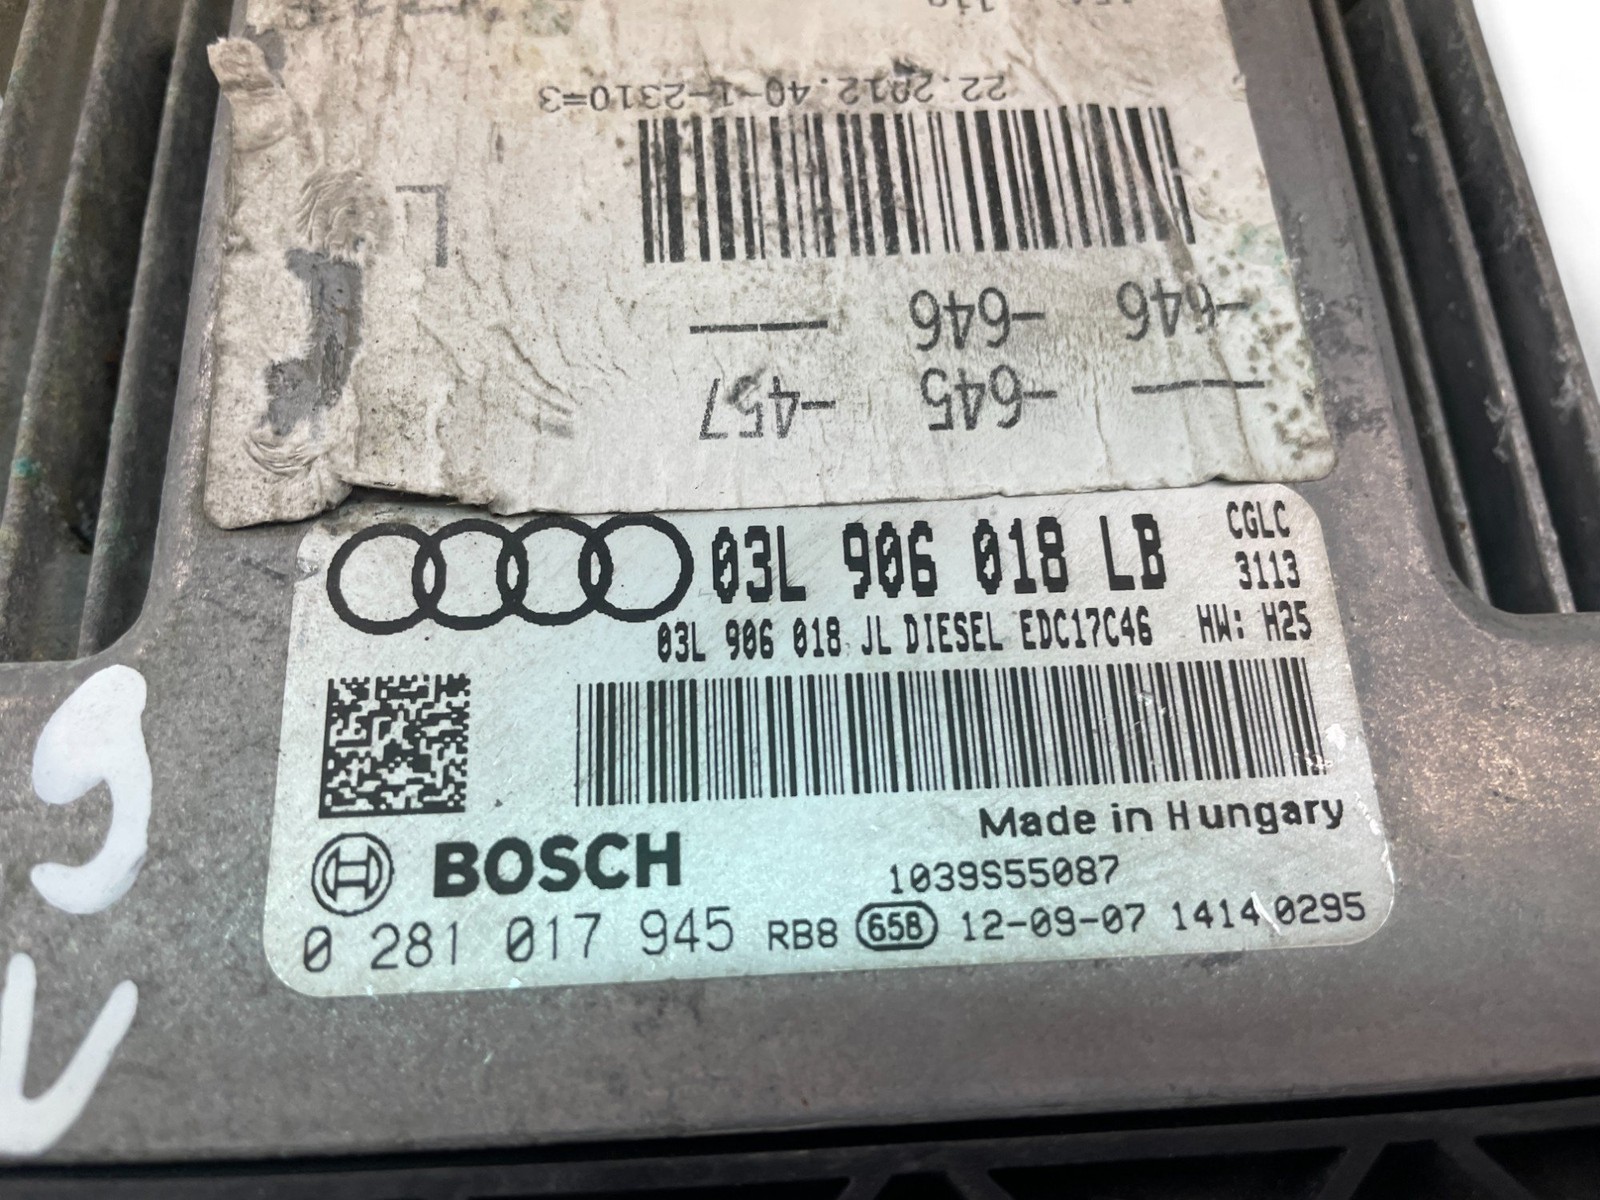 22.2012.40-1-2310=3
L
-646 -646 —
— -645 -457
03L 906 018 LB CGLC
3113
03L 906 018 JL DIESEL EDC17C46 HW: H25
Made in Hungary
BOSCH 1039S55087
0 281 017 945 RB8 658 12-09-07 1414 0295